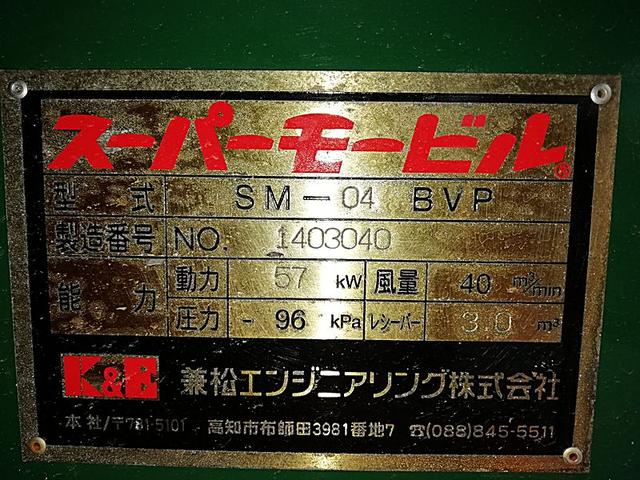 スーパーモービル®
型式 SM-04 BVP
製造番号 NO. 1403040
能力 動力 57 kW 風量 40 m³/min
圧力 -96 kPa レシーバー 3.0 m³
K&E 兼松エンジニアリング株式会社
本社/〒781-5101 高知市布師田3981番地7 ☎(088)845-5511